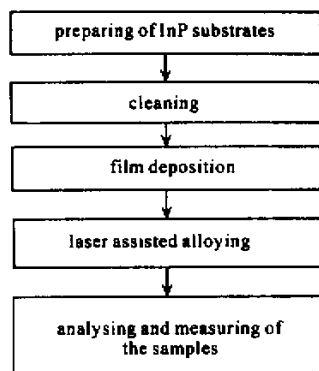 preparing of InP substrates
cleaning
film deposition
laser assisted alloying
analysing and measuring of
the samples